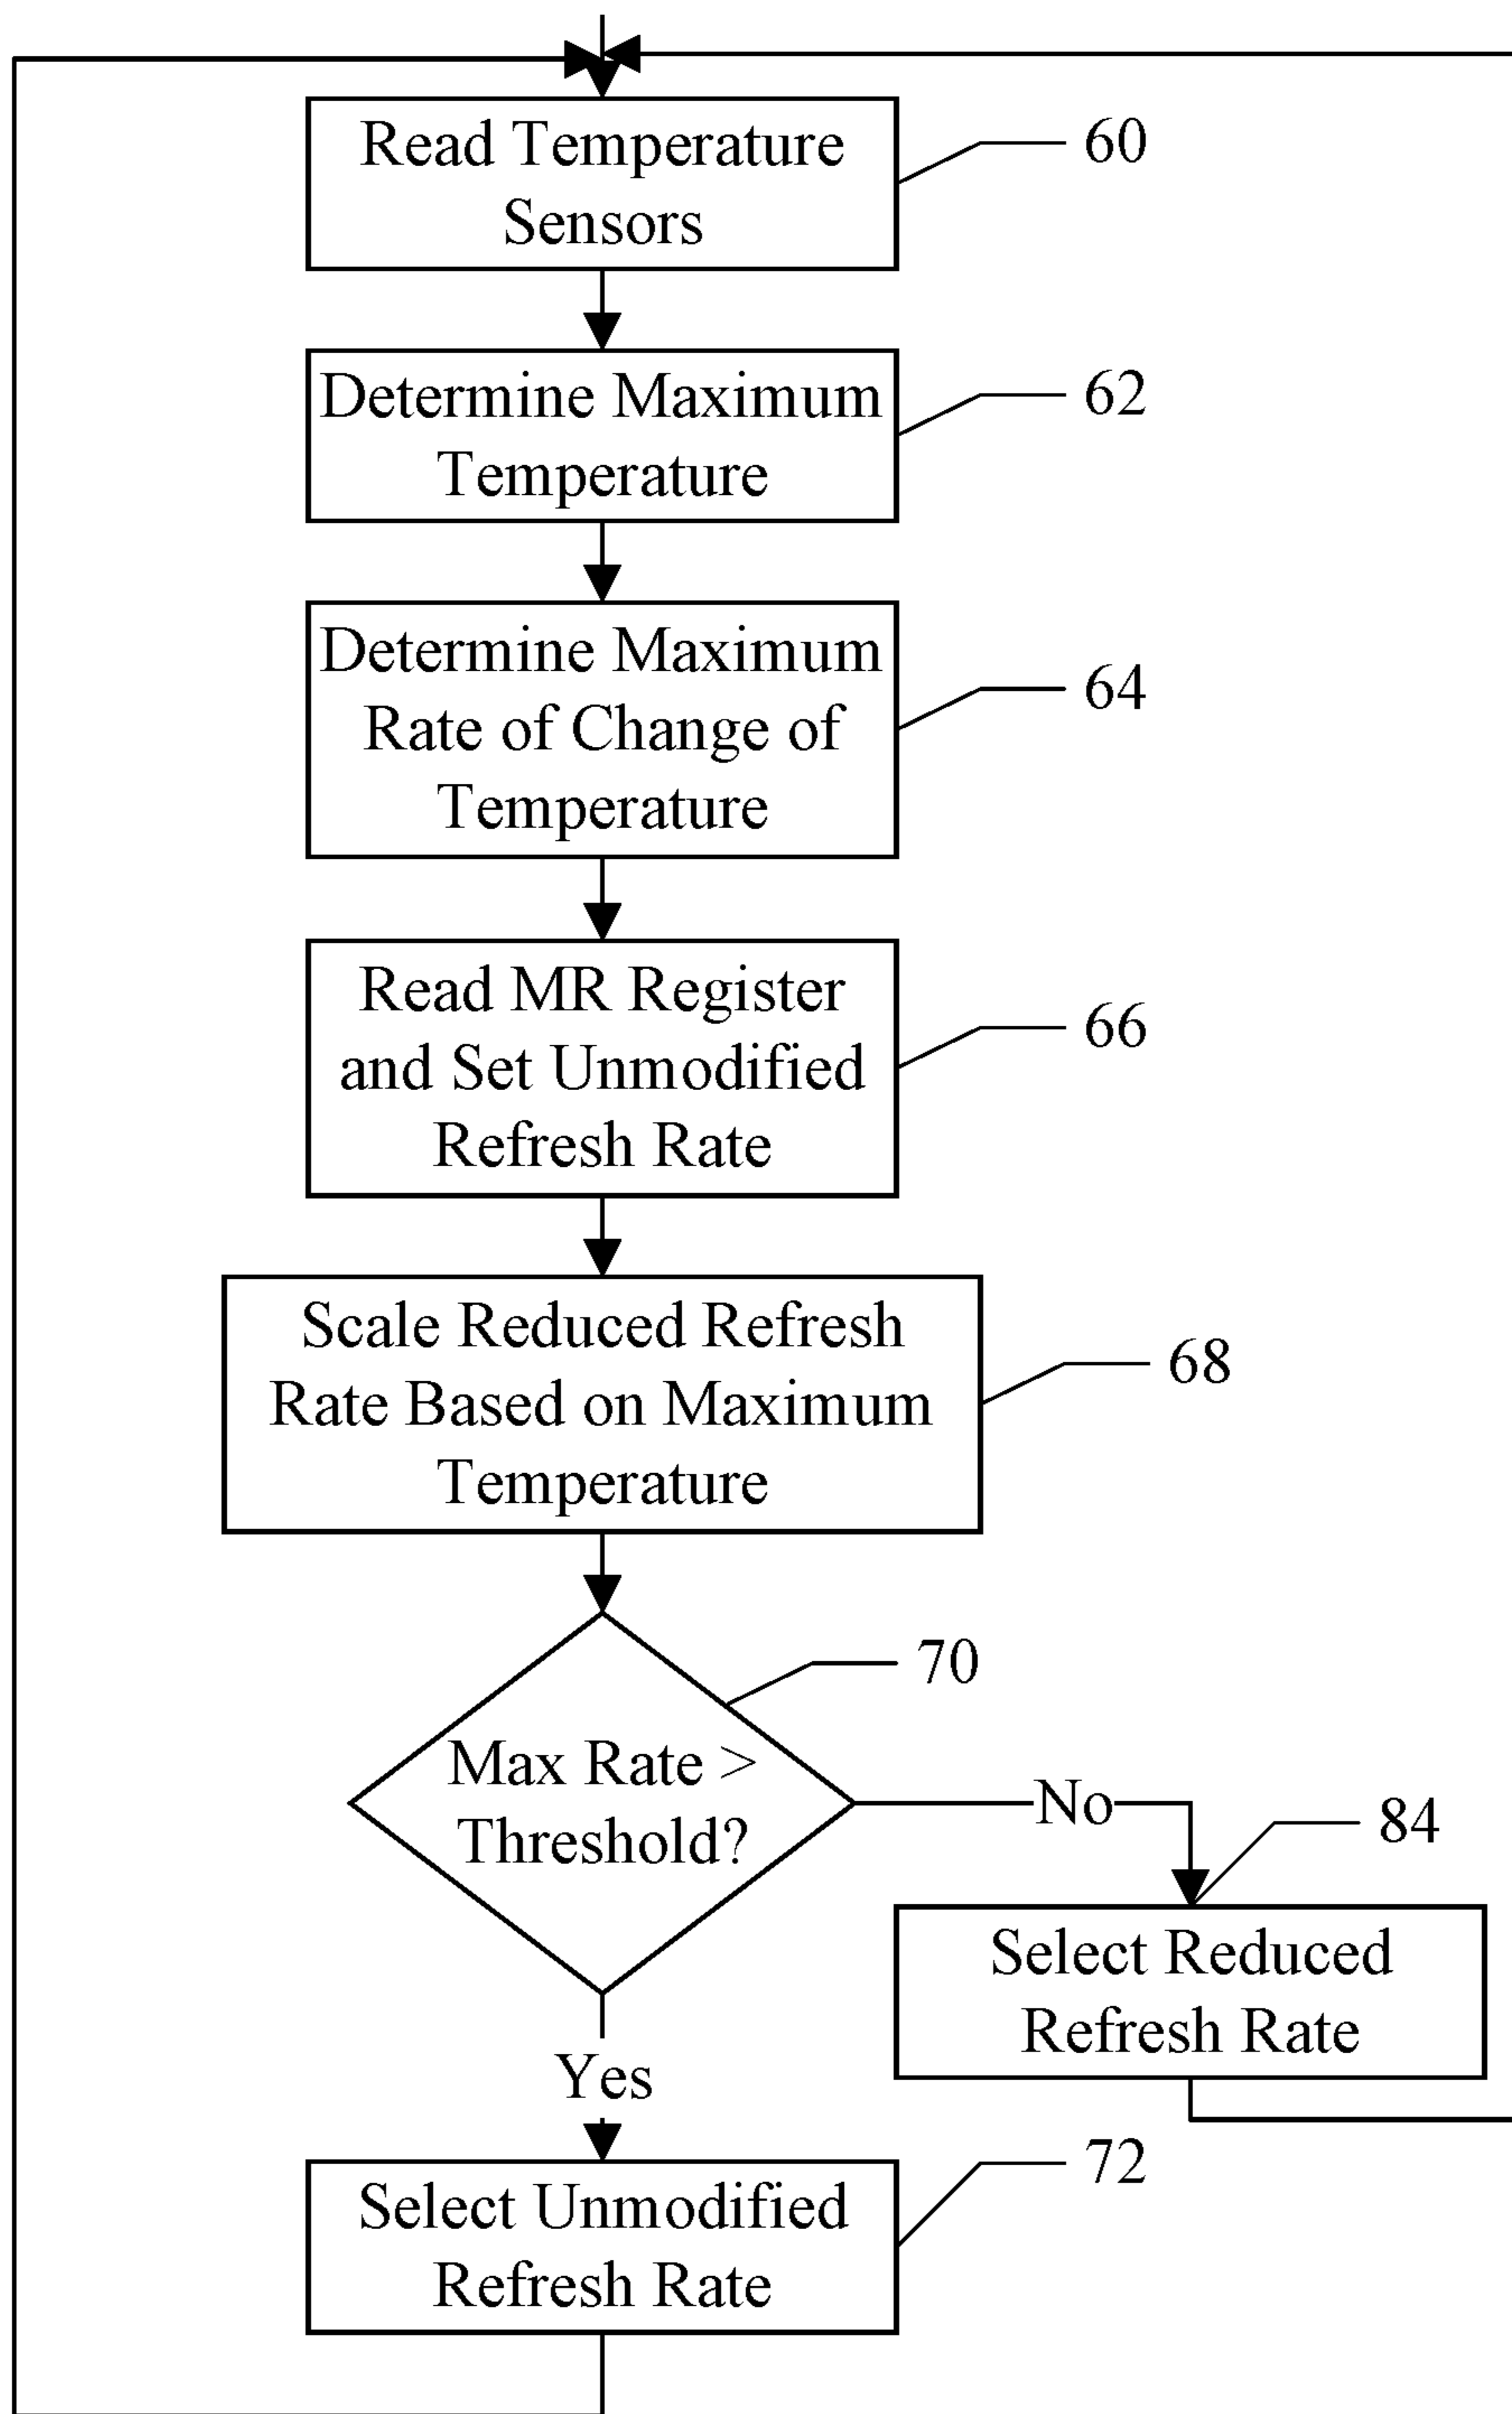 Read Temperature
Sensors
60
Determine Maximum
Temperature
62
Determine Maximum
Rate of Change of
Temperature
64
Read MR Register
and Set Unmodified
Refresh Rate
66
Scale Reduced Refresh
Rate Based on Maximum
Temperature
68
70
Max Rate >
Threshold?
No
84
Select Reduced
Refresh Rate
Yes
72
Select Unmodified
Refresh Rate